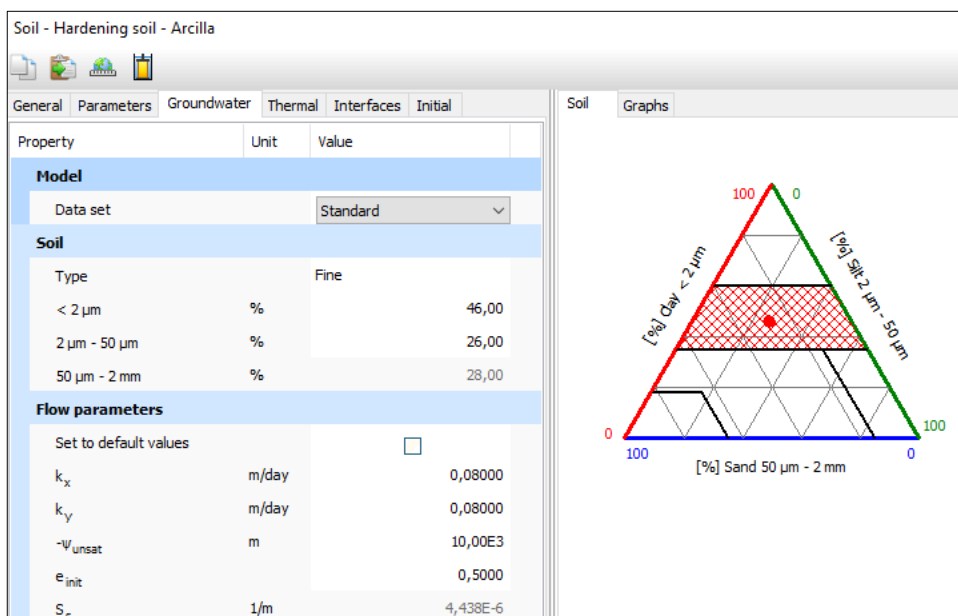 Soil - Hardening soil - Arcilla
General Parameters Groundwater Thermal Interfaces Initial
Property Unit Value
Model
Data set Standard
Soil
Type Fine
< 2 µm % 46,00
2 µm - 50 µm % 26,00
50 µm - 2 mm % 28,00
Flow parameters
Set to default values
kx m/day 0,08000
ky m/day 0,08000
-ψunsat m 10,00E3
einit 0,5000
Ss 1/m 4,438E-6
Soil Graphs
100 0
[%] Clay < 2 µm
[%] Silt 2 µm - 50 µm
0 100
100 0
[%] Sand 50 µm - 2 mm